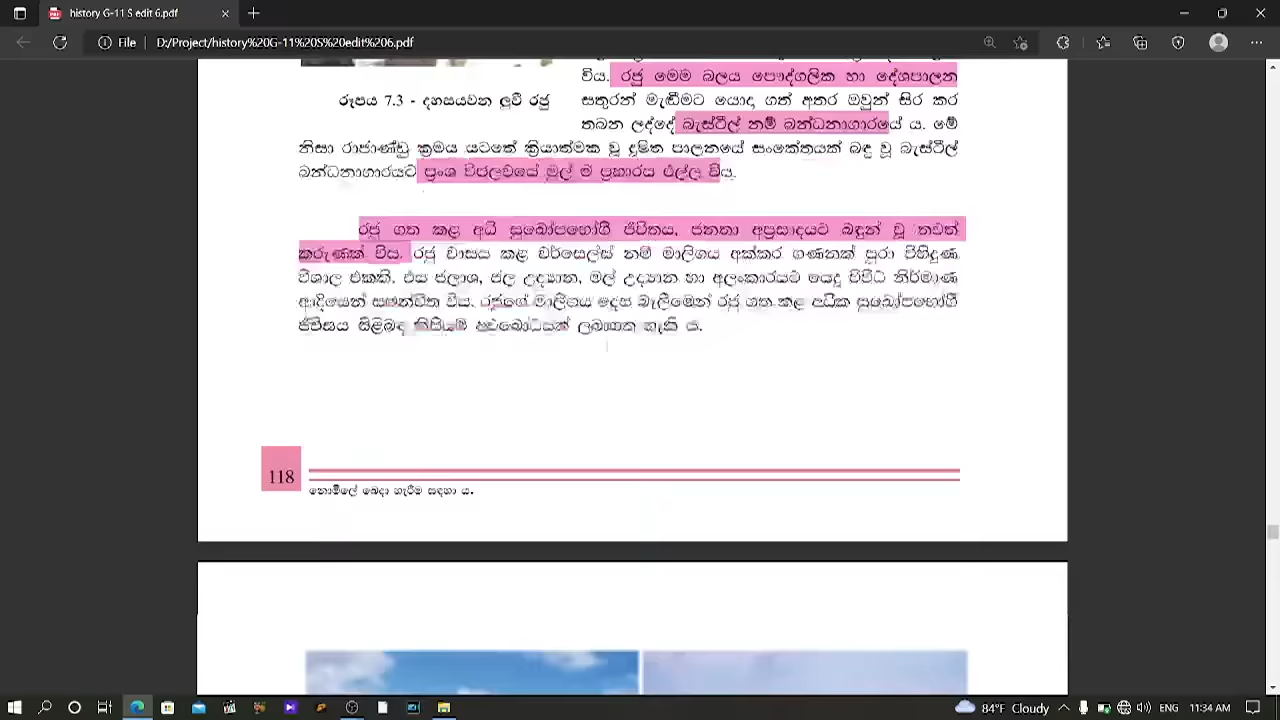 history G-11 S edit 6.pdf
File | D:/Project/history%20G-11%20S%20edit%206.pdf
විය. රජු මෙම බලය පෞද්ගලික හා දේශපාලන
රූපය 7.3 - දහසයවන ලුවී රජු
සතුරන් මැඬීමට යොදා ගත් අතර ඔවුන් සිර කර
තබන ලද්දේ බැස්ටීල් නම් බන්ධනාගාරයේ ය. මේ
නිසා රාජාණ්ඩු ක්‍රමය යටතේ ක්‍රියාත්මක වූ දූෂිත පාලනයේ සංකේතයක් බඳු වූ බැස්ටීල්
බන්ධනාගාරයට ප්‍රංශ විප්ලවයේ මුල් ම ප්‍රහාරය එල්ල විය.
රජු ගත කළ අධි සුඛෝපභෝගී ජීවිතය, ජනතා අප්‍රසාදයට බඳුන් වූ තවත්
කරුණක් විය. රජු වාසය කළ වර්සෙල්ස් නම් මාලිගය අක්කර ගණනක් පුරා විහිදුණ
විශාල එකකි. එය ජලාශ, ජල උද්‍යාන, මල් උද්‍යාන හා අලංකාරයට යෙදූ විවිධ නිර්මාණ
ආදියෙන් සමන්විත විය. රජුගේ මාලිගය දෙස බැලීමෙන් රජු ගත කළ අධික සුඛෝපභෝගී
ජීවිතය පිළිබඳ කිසියම් අවබෝධයක් ලබාගත හැකි ය.
118
නොමිලේ බෙදා හැරීම සඳහා ය.
84°F Cloudy ENG 11:34 AM